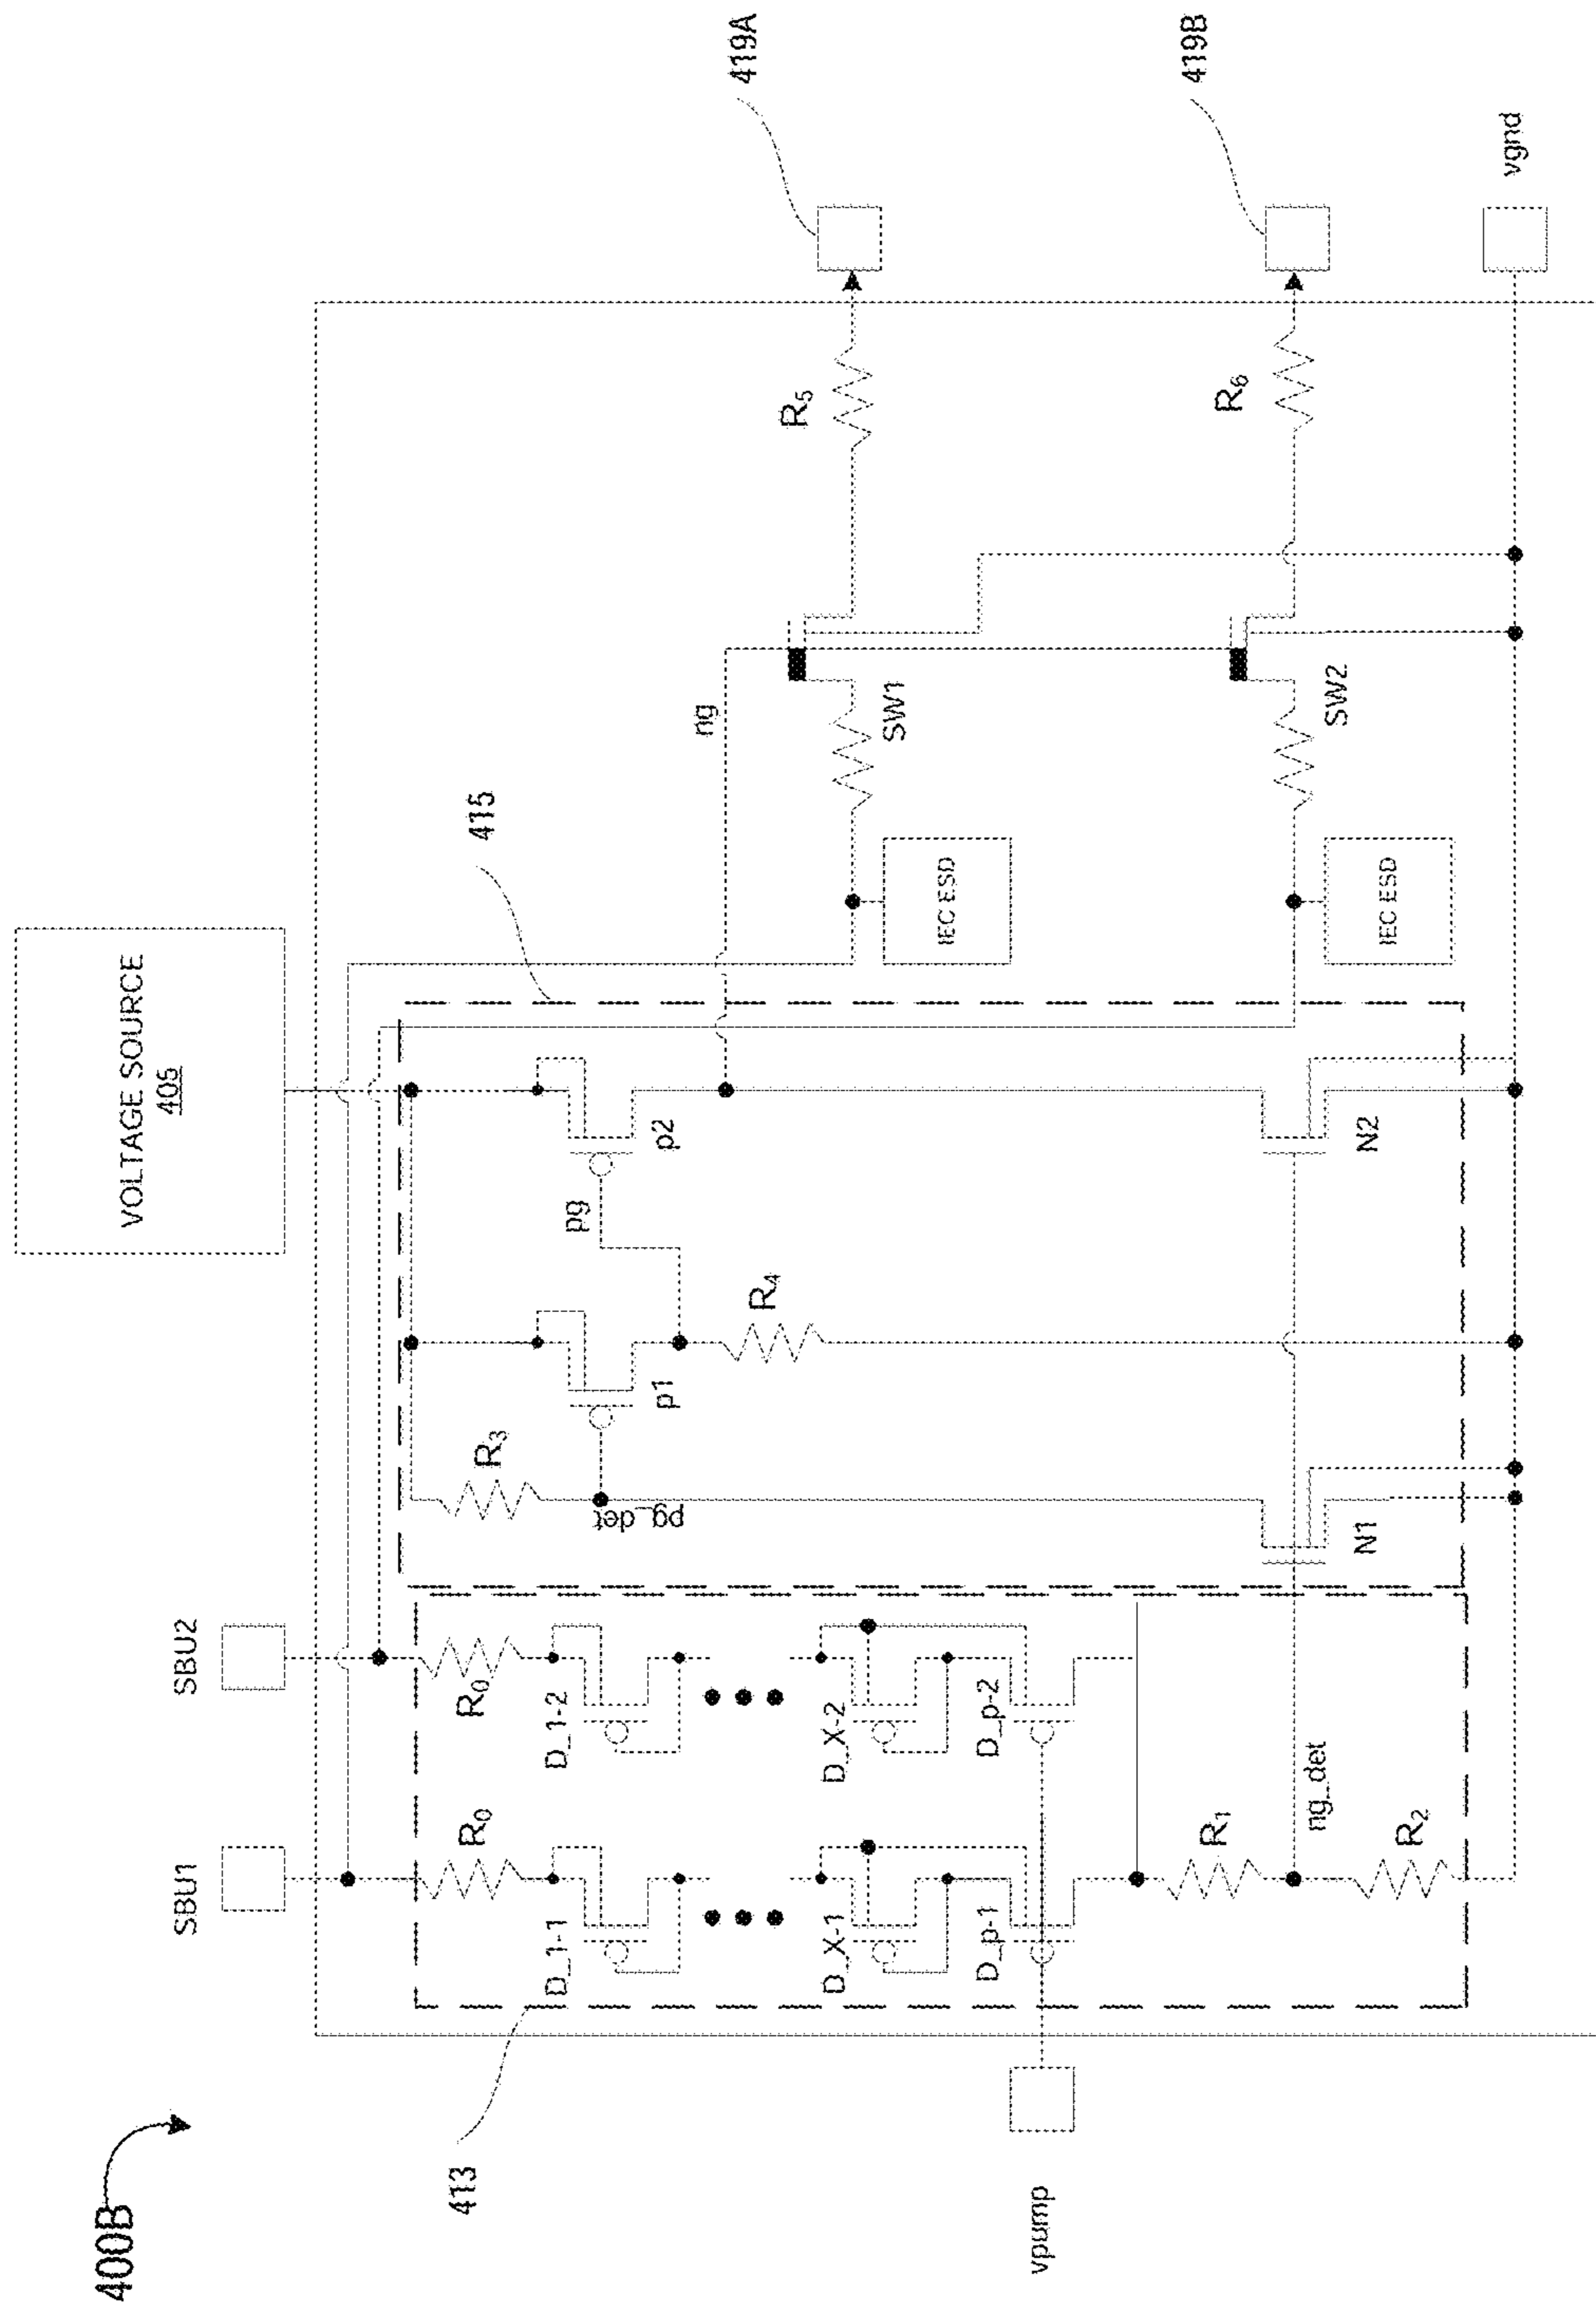 400B
VOLTAGE SOURCE
405
SBU1
SBU2
413
415
419A
419B
vpump
vgnd
R0
R0
D_1-1
D_1-2
D_X-1
D_X-2
D_p-1
D_p-2
R1
ng_det
R2
R3
pg_det
p1
pg
p2
R4
N1
N2
ng
SW1
SW2
IEC ESD
IEC ESD
R5
R6